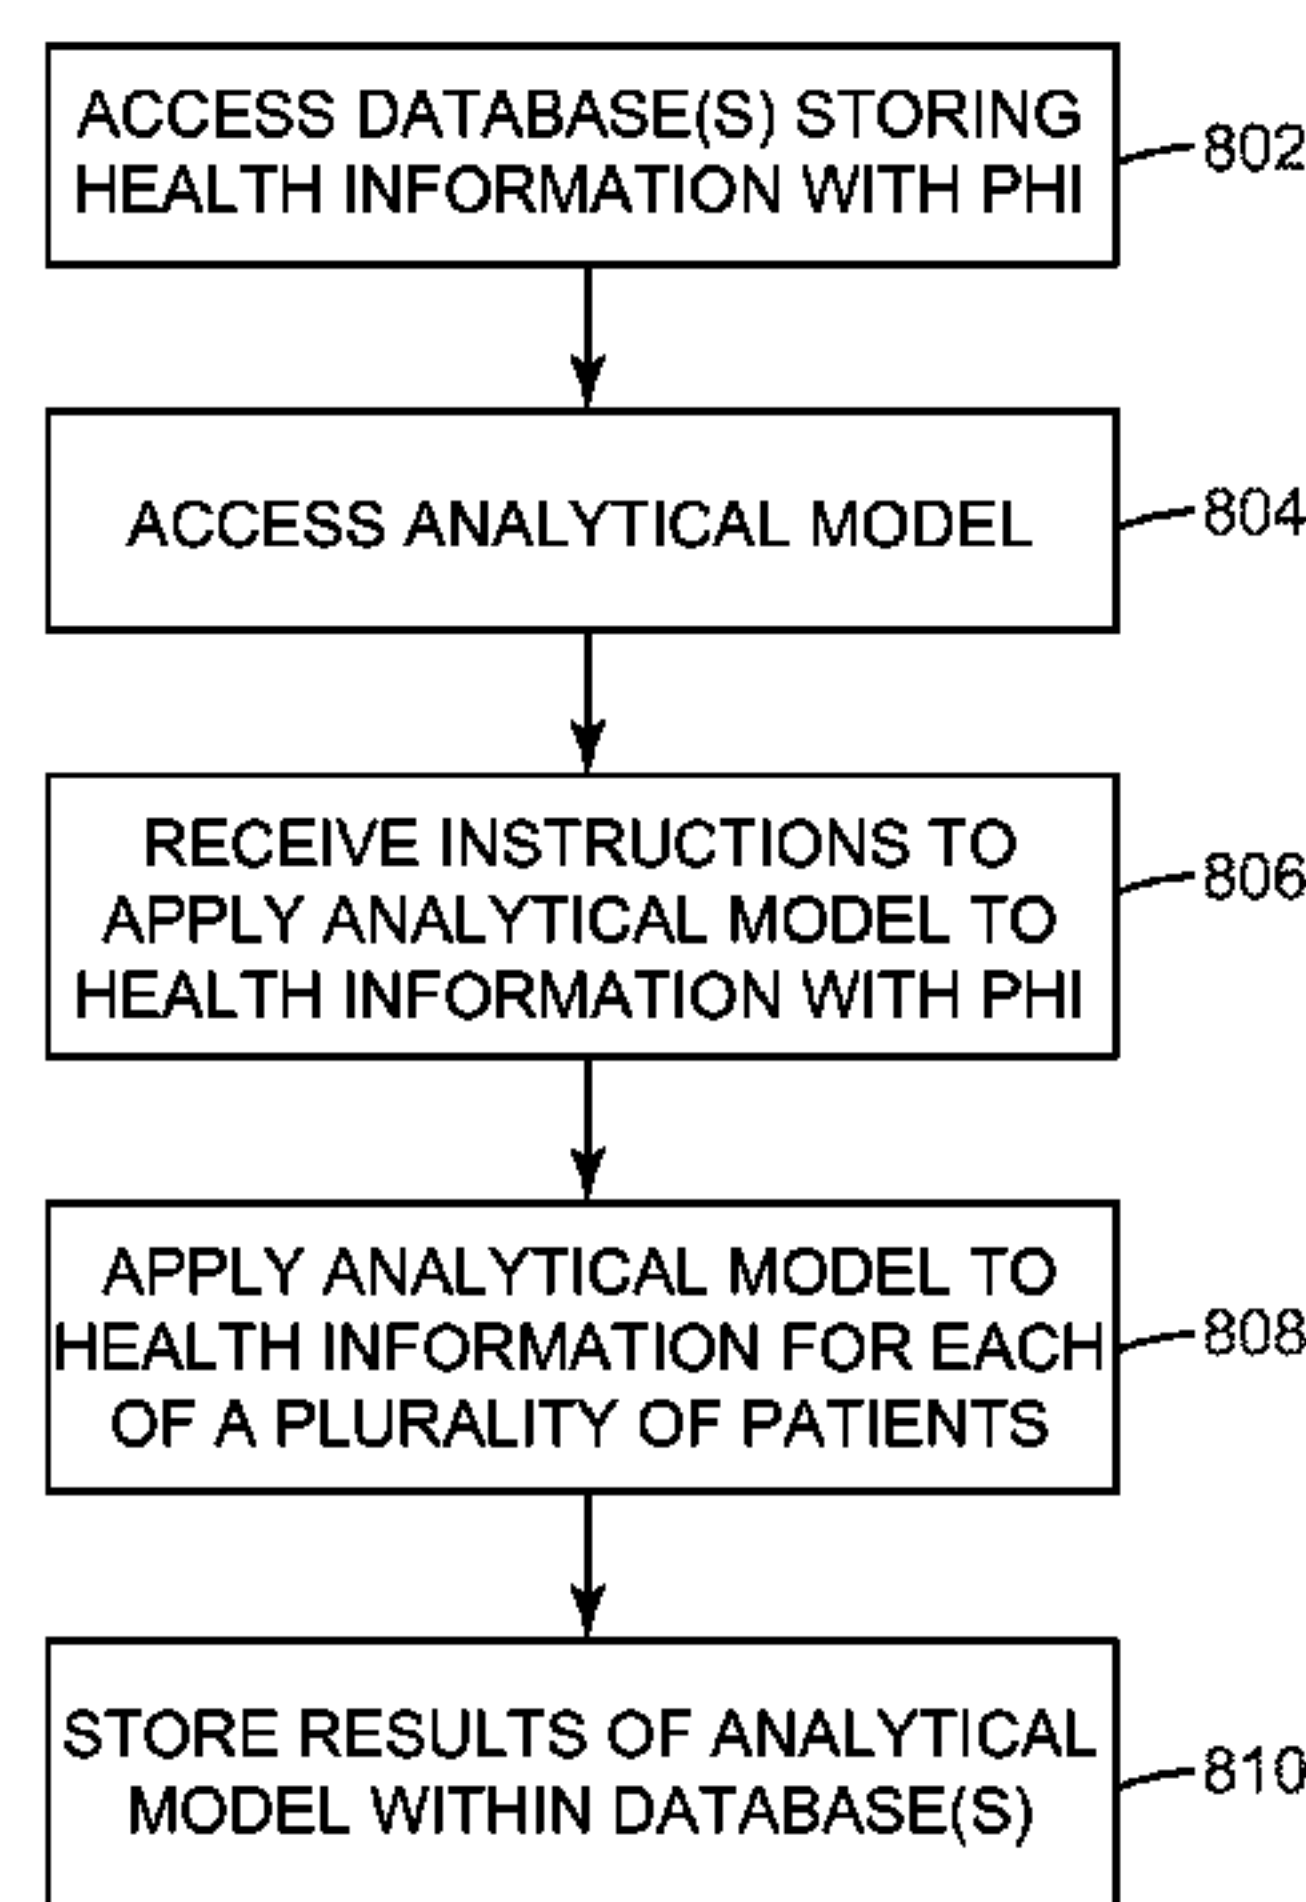 ACCESS DATABASE(S) STORING
HEALTH INFORMATION WITH PHI
802
ACCESS ANALYTICAL MODEL
804
RECEIVE INSTRUCTIONS TO
APPLY ANALYTICAL MODEL TO
HEALTH INFORMATION WITH PHI
806
APPLY ANALYTICAL MODEL TO
HEALTH INFORMATION FOR EACH
OF A PLURALITY OF PATIENTS
808
STORE RESULTS OF ANALYTICAL
MODEL WITHIN DATABASE(S)
810